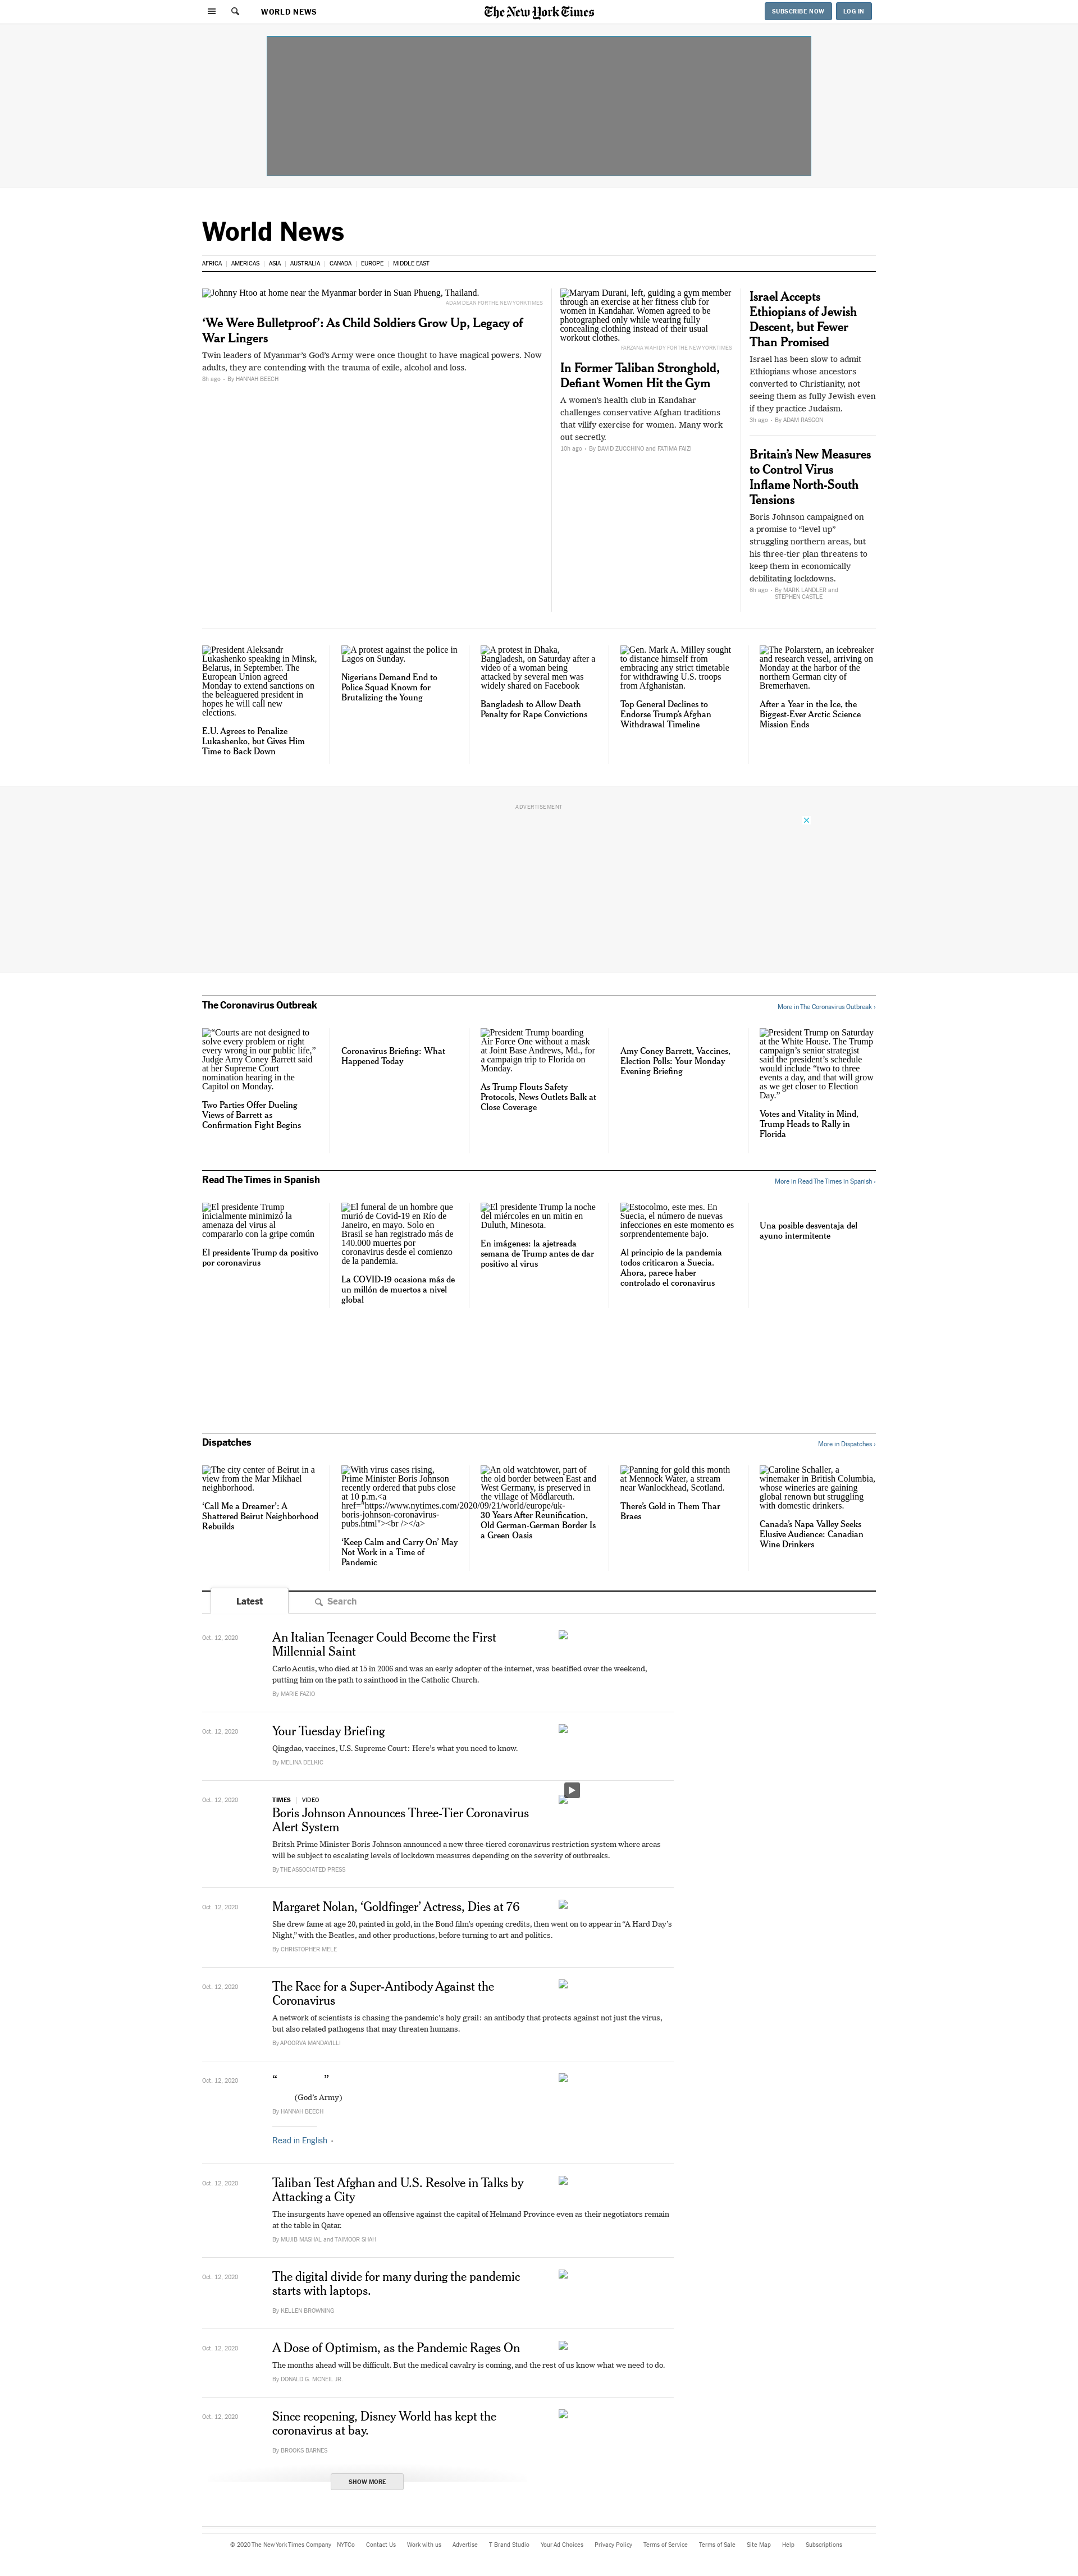 WORLD NEWS
The New York Times
SUBSCRIBE NOW
LOG IN
World News
AFRICA
AMERICAS
ASIA
AUSTRALIA
CANADA
EUROPE
MIDDLE EAST
Johnny Htoo at home near the Myanmar border in Suan Phueng, Thailand.
ADAM DEAN FOR THE NEW YORK TIMES
‘We Were Bulletproof’: As Child Soldiers Grow Up, Legacy of
War Lingers
Twin leaders of Myanmar’s God’s Army were once thought to have magical powers. Now
adults, they are contending with the trauma of exile, alcohol and loss.
8h ago
By HANNAH BEECH
Maryam Durani, left, guiding a gym member
through an exercise at her fitness club for
women in Kandahar. Women agreed to be
photographed only while wearing fully
concealing clothing instead of their usual
workout clothes.
FARZANA WAHIDY FOR THE NEW YORK TIMES
In Former Taliban Stronghold,
Defiant Women Hit the Gym
A women’s health club in Kandahar
challenges conservative Afghan traditions
that vilify exercise for women. Many work
out secretly.
10h ago
By DAVID ZUCCHINO and FATIMA FAIZI
Israel Accepts
Ethiopians of Jewish
Descent, but Fewer
Than Promised
Israel has been slow to admit
Ethiopians whose ancestors
converted to Christianity, not
seeing them as fully Jewish even
if they practice Judaism.
3h ago
By ADAM RASGON
Britain’s New Measures
to Control Virus
Inflame North-South
Tensions
Boris Johnson campaigned on
a promise to “level up”
struggling northern areas, but
his three-tier plan threatens to
keep them in economically
debilitating lockdowns.
6h ago
By MARK LANDLER and
STEPHEN CASTLE
President Aleksandr
Lukashenko speaking in Minsk,
Belarus, in September. The
European Union agreed
Monday to extend sanctions on
the beleaguered president in
hopes he will call new
elections.
E.U. Agrees to Penalize
Lukashenko, but Gives Him
Time to Back Down
A protest against the police in
Lagos on Sunday.
Nigerians Demand End to
Police Squad Known for
Brutalizing the Young
A protest in Dhaka,
Bangladesh, on Saturday after a
video of a woman being
attacked by several men was
widely shared on Facebook
Bangladesh to Allow Death
Penalty for Rape Convictions
Gen. Mark A. Milley sought
to distance himself from
embracing any strict timetable
for withdrawing U.S. troops
from Afghanistan.
Top General Declines to
Endorse Trump’s Afghan
Withdrawal Timeline
The Polarstern, an icebreaker
and research vessel, arriving on
Monday at the harbor of the
northern German city of
Bremerhaven.
After a Year in the Ice, the
Biggest-Ever Arctic Science
Mission Ends
ADVERTISEMENT
The Coronavirus Outbreak
More in The Coronavirus Outbreak ›
“Courts are not designed to
solve every problem or right
every wrong in our public life,”
Judge Amy Coney Barrett said
at her Supreme Court
nomination hearing in the
Capitol on Monday.
Two Parties Offer Dueling
Views of Barrett as
Confirmation Fight Begins
Coronavirus Briefing: What
Happened Today
President Trump boarding
Air Force One without a mask
at Joint Base Andrews, Md., for
a campaign trip to Florida on
Monday.
As Trump Flouts Safety
Protocols, News Outlets Balk at
Close Coverage
Amy Coney Barrett, Vaccines,
Election Polls: Your Monday
Evening Briefing
President Trump on Saturday
at the White House. The Trump
campaign’s senior strategist
said the president’s schedule
would include “two to three
events a day, and that will grow
as we get closer to Election
Day.”
Votes and Vitality in Mind,
Trump Heads to Rally in
Florida
Read The Times in Spanish
More in Read The Times in Spanish ›
El presidente Trump
inicialmente minimizó la
amenaza del virus al
compararlo con la gripe común
El presidente Trump da positivo
por coronavirus
El funeral de un hombre que
murió de Covid-19 en Río de
Janeiro, en mayo. Solo en
Brasil se han registrado más de
140.000 muertes por
coronavirus desde el comienzo
de la pandemia.
La COVID-19 ocasiona más de
un millón de muertos a nivel
global
El presidente Trump la noche
del miércoles en un mitin en
Duluth, Minesota.
En imágenes: la ajetreada
semana de Trump antes de dar
positivo al virus
Estocolmo, este mes. En
Suecia, el número de nuevas
infecciones en este momento es
sorprendentemente bajo.
Al principio de la pandemia
todos criticaron a Suecia.
Ahora, parece haber
controlado el coronavirus
Una posible desventaja del
ayuno intermitente
Dispatches
More in Dispatches ›
The city center of Beirut in a
view from the Mar Mikhael
neighborhood.
‘Call Me a Dreamer’: A
Shattered Beirut Neighborhood
Rebuilds
With virus cases rising,
Prime Minister Boris Johnson
recently ordered that pubs close
at 10 p.m.<a
href="https://www.nytimes.com/2020/09/21/world/europe/uk-
boris-johnson-coronavirus-
pubs.html"><br /></a>
‘Keep Calm and Carry On’ May
Not Work in a Time of
Pandemic
An old watchtower, part of
the old border between East and
West Germany, is preserved in
the village of Mödlareuth.
30 Years After Reunification,
Old German-German Border Is
a Green Oasis
Panning for gold this month
at Mennock Water, a stream
near Wanlockhead, Scotland.
There’s Gold in Them Thar
Braes
Caroline Schaller, a
winemaker in British Columbia,
whose wineries are gaining
global renown but struggling
with domestic drinkers.
Canada’s Napa Valley Seeks
Elusive Audience: Canadian
Wine Drinkers
Latest
Search
Oct. 12, 2020
An Italian Teenager Could Become the First
Millennial Saint
Carlo Acutis, who died at 15 in 2006 and was an early adopter of the internet, was beatified over the weekend,
putting him on the path to sainthood in the Catholic Church.
By MARIE FAZIO
Oct. 12, 2020
Your Tuesday Briefing
Qingdao, vaccines, U.S. Supreme Court: Here’s what you need to know.
By MELINA DELKIC
Oct. 12, 2020
TIMES | VIDEO
Boris Johnson Announces Three-Tier Coronavirus
Alert System
Britsh Prime Minister Boris Johnson announced a new three-tiered coronavirus restriction system where areas
will be subject to escalating levels of lockdown measures depending on the severity of outbreaks.
By THE ASSOCIATED PRESS
Oct. 12, 2020
Margaret Nolan, ‘Goldfinger’ Actress, Dies at 76
She drew fame at age 20, painted in gold, in the Bond film’s opening credits, then went on to appear in “A Hard Day’s
Night,” with the Beatles, and other productions, before turning to art and politics.
By CHRISTOPHER MELE
Oct. 12, 2020
The Race for a Super-Antibody Against the
Coronavirus
A network of scientists is chasing the pandemic’s holy grail: an antibody that protects against not just the virus,
but also related pathogens that may threaten humans.
By APOORVA MANDAVILLI
Oct. 12, 2020
“ ”
(God’s Army)
By HANNAH BEECH
Read in English
Oct. 12, 2020
Taliban Test Afghan and U.S. Resolve in Talks by
Attacking a City
The insurgents have opened an offensive against the capital of Helmand Province even as their negotiators remain
at the table in Qatar.
By MUJIB MASHAL and TAIMOOR SHAH
Oct. 12, 2020
The digital divide for many during the pandemic
starts with laptops.
By KELLEN BROWNING
Oct. 12, 2020
A Dose of Optimism, as the Pandemic Rages On
The months ahead will be difficult. But the medical cavalry is coming, and the rest of us know what we need to do.
By DONALD G. MCNEIL JR.
Oct. 12, 2020
Since reopening, Disney World has kept the
coronavirus at bay.
By BROOKS BARNES
SHOW MORE
© 2020 The New York Times Company
NYTCo
Contact Us
Work with us
Advertise
T Brand Studio
Your Ad Choices
Privacy Policy
Terms of Service
Terms of Sale
Site Map
Help
Subscriptions